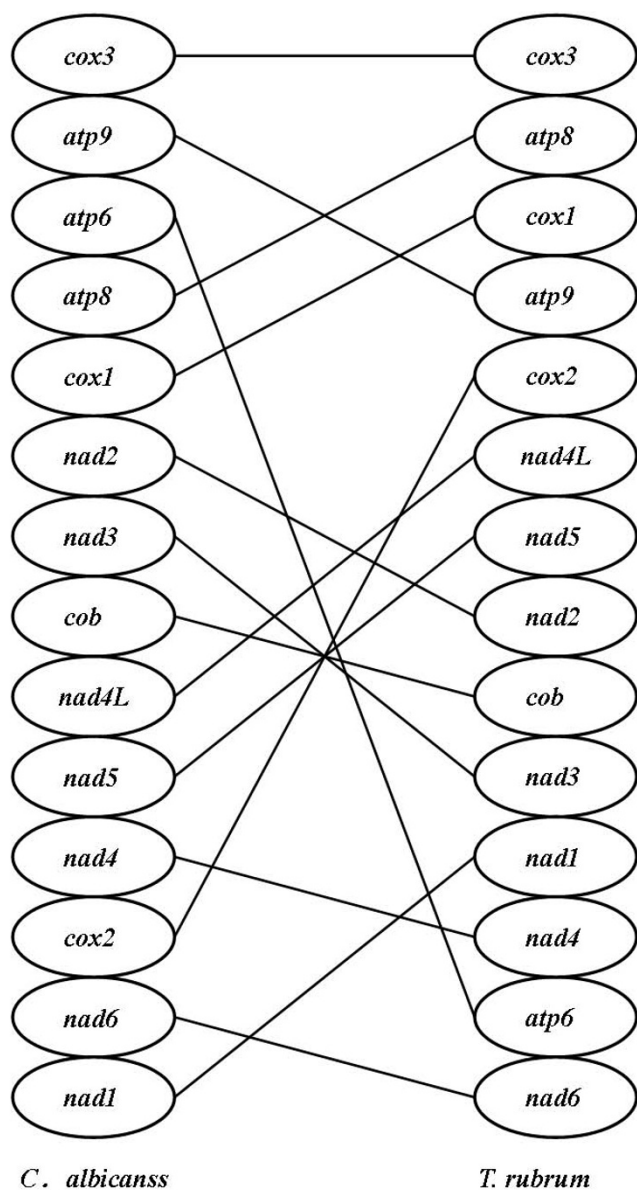 cox3 cox3
atp9 atp8
atp6 cox1
atp8 atp9
cox1 cox2
nad2 nad4L
nad3 nad5
cob nad2
nad4L cob
nad5 nad3
nad4 nad1
cox2 nad4
nad6 atp6
nad1 nad6
C. albicanss T. rubrum